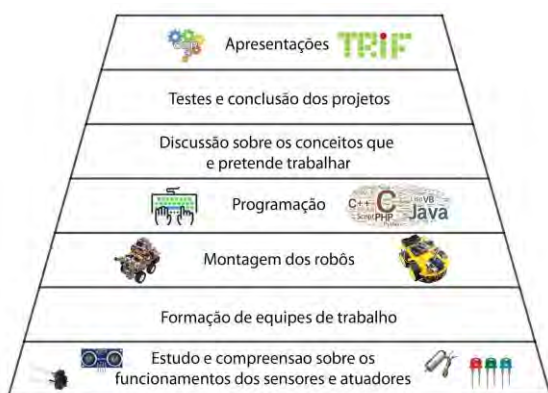 Apresentações TRIF
Testes e conclusão dos projetos
Discussão sobre os conceitos que
e pretende trabalhar
Programação
C++ C VB
Script PHP Java
Montagem dos robôs
Formação de equipes de trabalho
Estudo e compreensao sobre os
funcionamentos dos sensores e atuadores